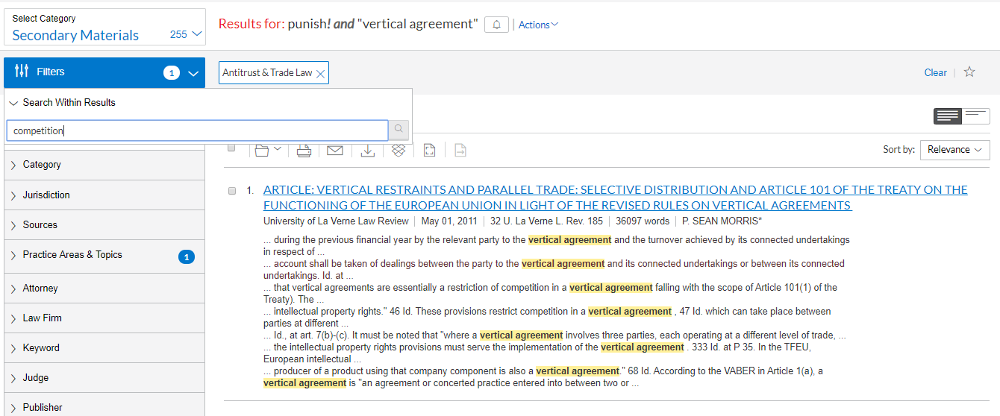 Select Category
Secondary Materials 255
Results for: punish! and "vertical agreement" Actions
Filters 1
Antitrust & Trade Law
Clear
Search Within Results
competition
Category
Jurisdiction
Sources
Practice Areas & Topics 1
Attorney
Law Firm
Keyword
Judge
Publisher
Sort by: Relevance
1. ARTICLE: VERTICAL RESTRAINTS AND PARALLEL TRADE: SELECTIVE DISTRIBUTION AND ARTICLE 101 OF THE TREATY ON THE
FUNCTIONING OF THE EUROPEAN UNION IN LIGHT OF THE REVISED RULES ON VERTICAL AGREEMENTS
University of La Verne Law Review | May 01, 2011 | 32 U. La Verne L. Rev. 185 | 36097 words | P. SEAN MORRIS*
... during the previous financial year by the relevant party to the vertical agreement and the turnover achieved by its connected undertakings
in respect of ...
... account shall be taken of dealings between the party to the vertical agreement and its connected undertakings or between its connected
undertakings. Id. at ...
... that vertical agreements are essentially a restriction of competition in a vertical agreement falling with the scope of Article 101(1) of the
Treaty). The ...
... intellectual property rights." 46 Id. These provisions restrict competition in a vertical agreement , 47 Id. which can take place between
parties at different ...
... Id., at art. 7(b)-(c). It must be noted that "where a vertical agreement involves three parties, each operating at a different level of trade, ...
... the intellectual property rights provisions must serve the implementation of the vertical agreement . 333 Id. at P 35. In the TFEU,
European intellectual ...
... producer of a product using that company component is also a vertical agreement." 68 Id. According to the VABER in Article 1(a), a
vertical agreement is "an agreement or concerted practice entered into between two or ...